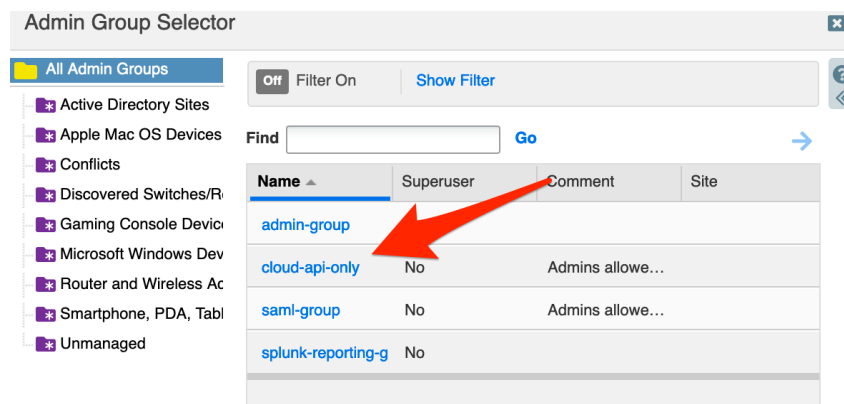 Admin Group Selector
All Admin Groups
Active Directory Sites
Apple Mac OS Devices
Conflicts
Discovered Switches/R
Gaming Console Devic
Microsoft Windows Dev
Router and Wireless Ac
Smartphone, PDA, Tabl
Unmanaged
Off Filter On Show Filter
Find Go
Name Superuser Comment Site
admin-group
cloud-api-only No Admins allowe...
saml-group No Admins allowe...
splunk-reporting-g No